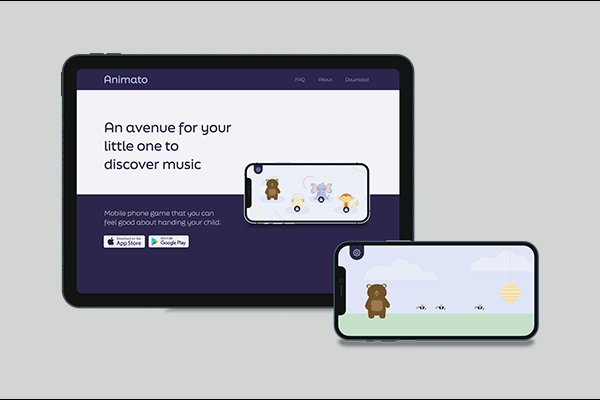 Animato
FAQ About Download
An avenue for your
little one to
discover music
Mobile phone game that you can
feel good about handing your child.
Download on the
App Store
GET IT ON
Google Play